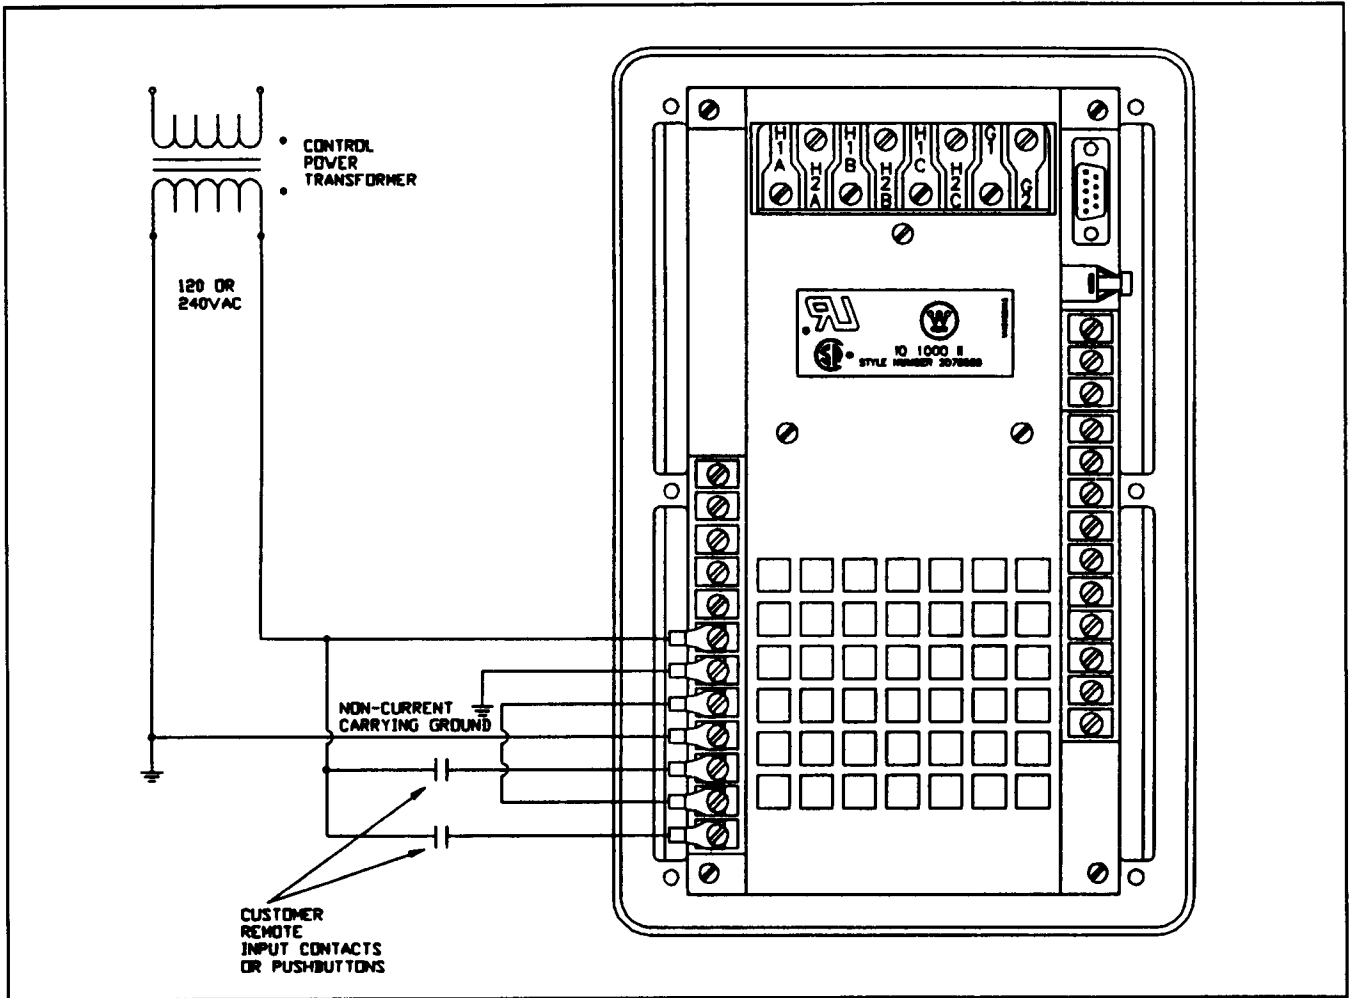 CONTROL
POWER
TRANSFORMER
120 OR
240VAC
H1A
H2A
H1B
H2B
H1C
H2C
G1
G2
W
IQ 1000 II
STYLE NUMBER
NON-CURRENT
CARRYING GROUND
CUSTOMER
REMOTE
INPUT CONTACTS
OR PUSHBUTTONS